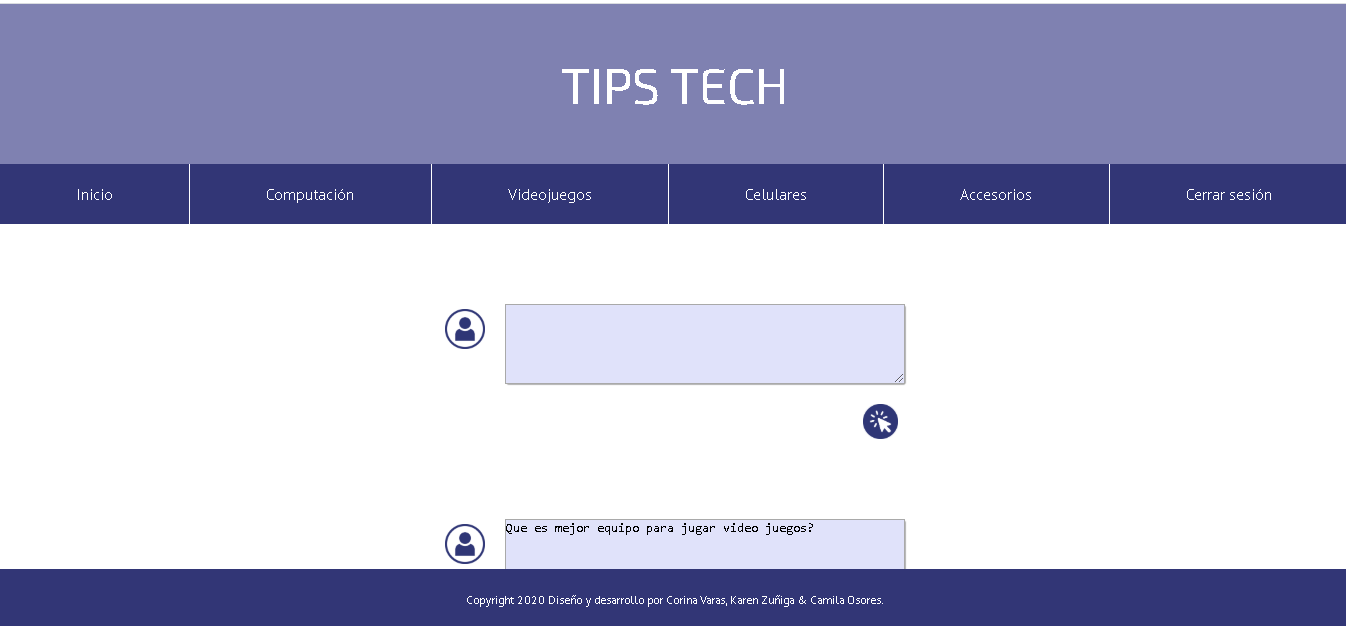 TIPS TECH
Inicio
Computación
Videojuegos
Celulares
Accesorios
Cerrar sesión
Que es mejor equipo para jugar video juegos?
Copyright 2020 Diseño y desarrollo por Corina Varas, Karen Zuñiga & Camila Osores.